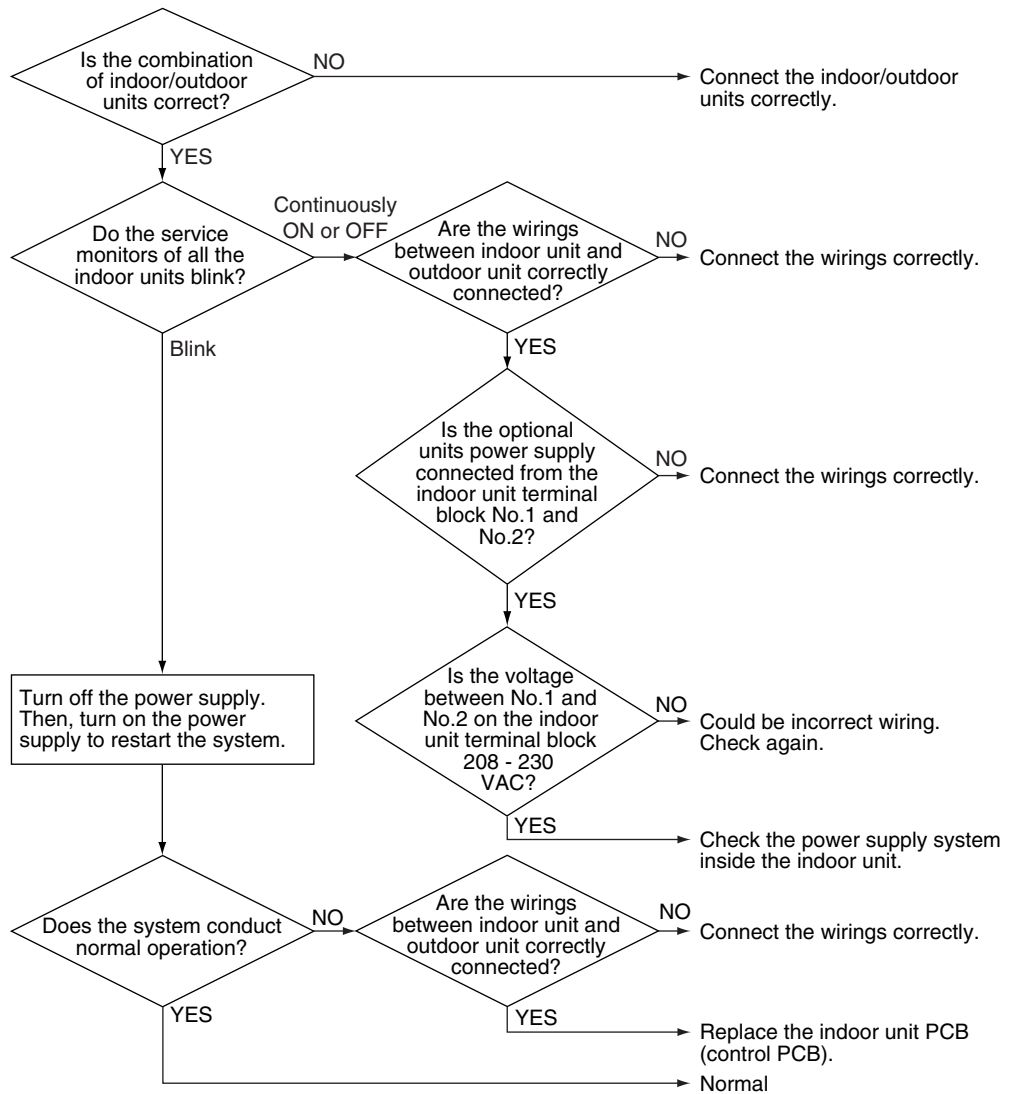 Is the combination
of indoor/outdoor
units correct?
NO
Connect the indoor/outdoor
units correctly.
YES
Do the service
monitors of all the
indoor units blink?
Continuously
ON or OFF
Are the wirings
between indoor unit and
outdoor unit correctly
connected?
NO
Connect the wirings correctly.
Blink
YES
Is the optional
units power supply
connected from the
indoor unit terminal
block No.1 and
No.2?
NO
Connect the wirings correctly.
YES
Is the voltage
between No.1 and
No.2 on the indoor
unit terminal block
208 - 230
VAC?
NO
Could be incorrect wiring.
Check again.
YES
Check the power supply system
inside the indoor unit.
Turn off the power supply.
Then, turn on the power
supply to restart the system.
Does the system conduct
normal operation?
NO
Are the wirings
between indoor unit and
outdoor unit correctly
connected?
NO
Connect the wirings correctly.
YES
Replace the indoor unit PCB
(control PCB).
YES
Normal